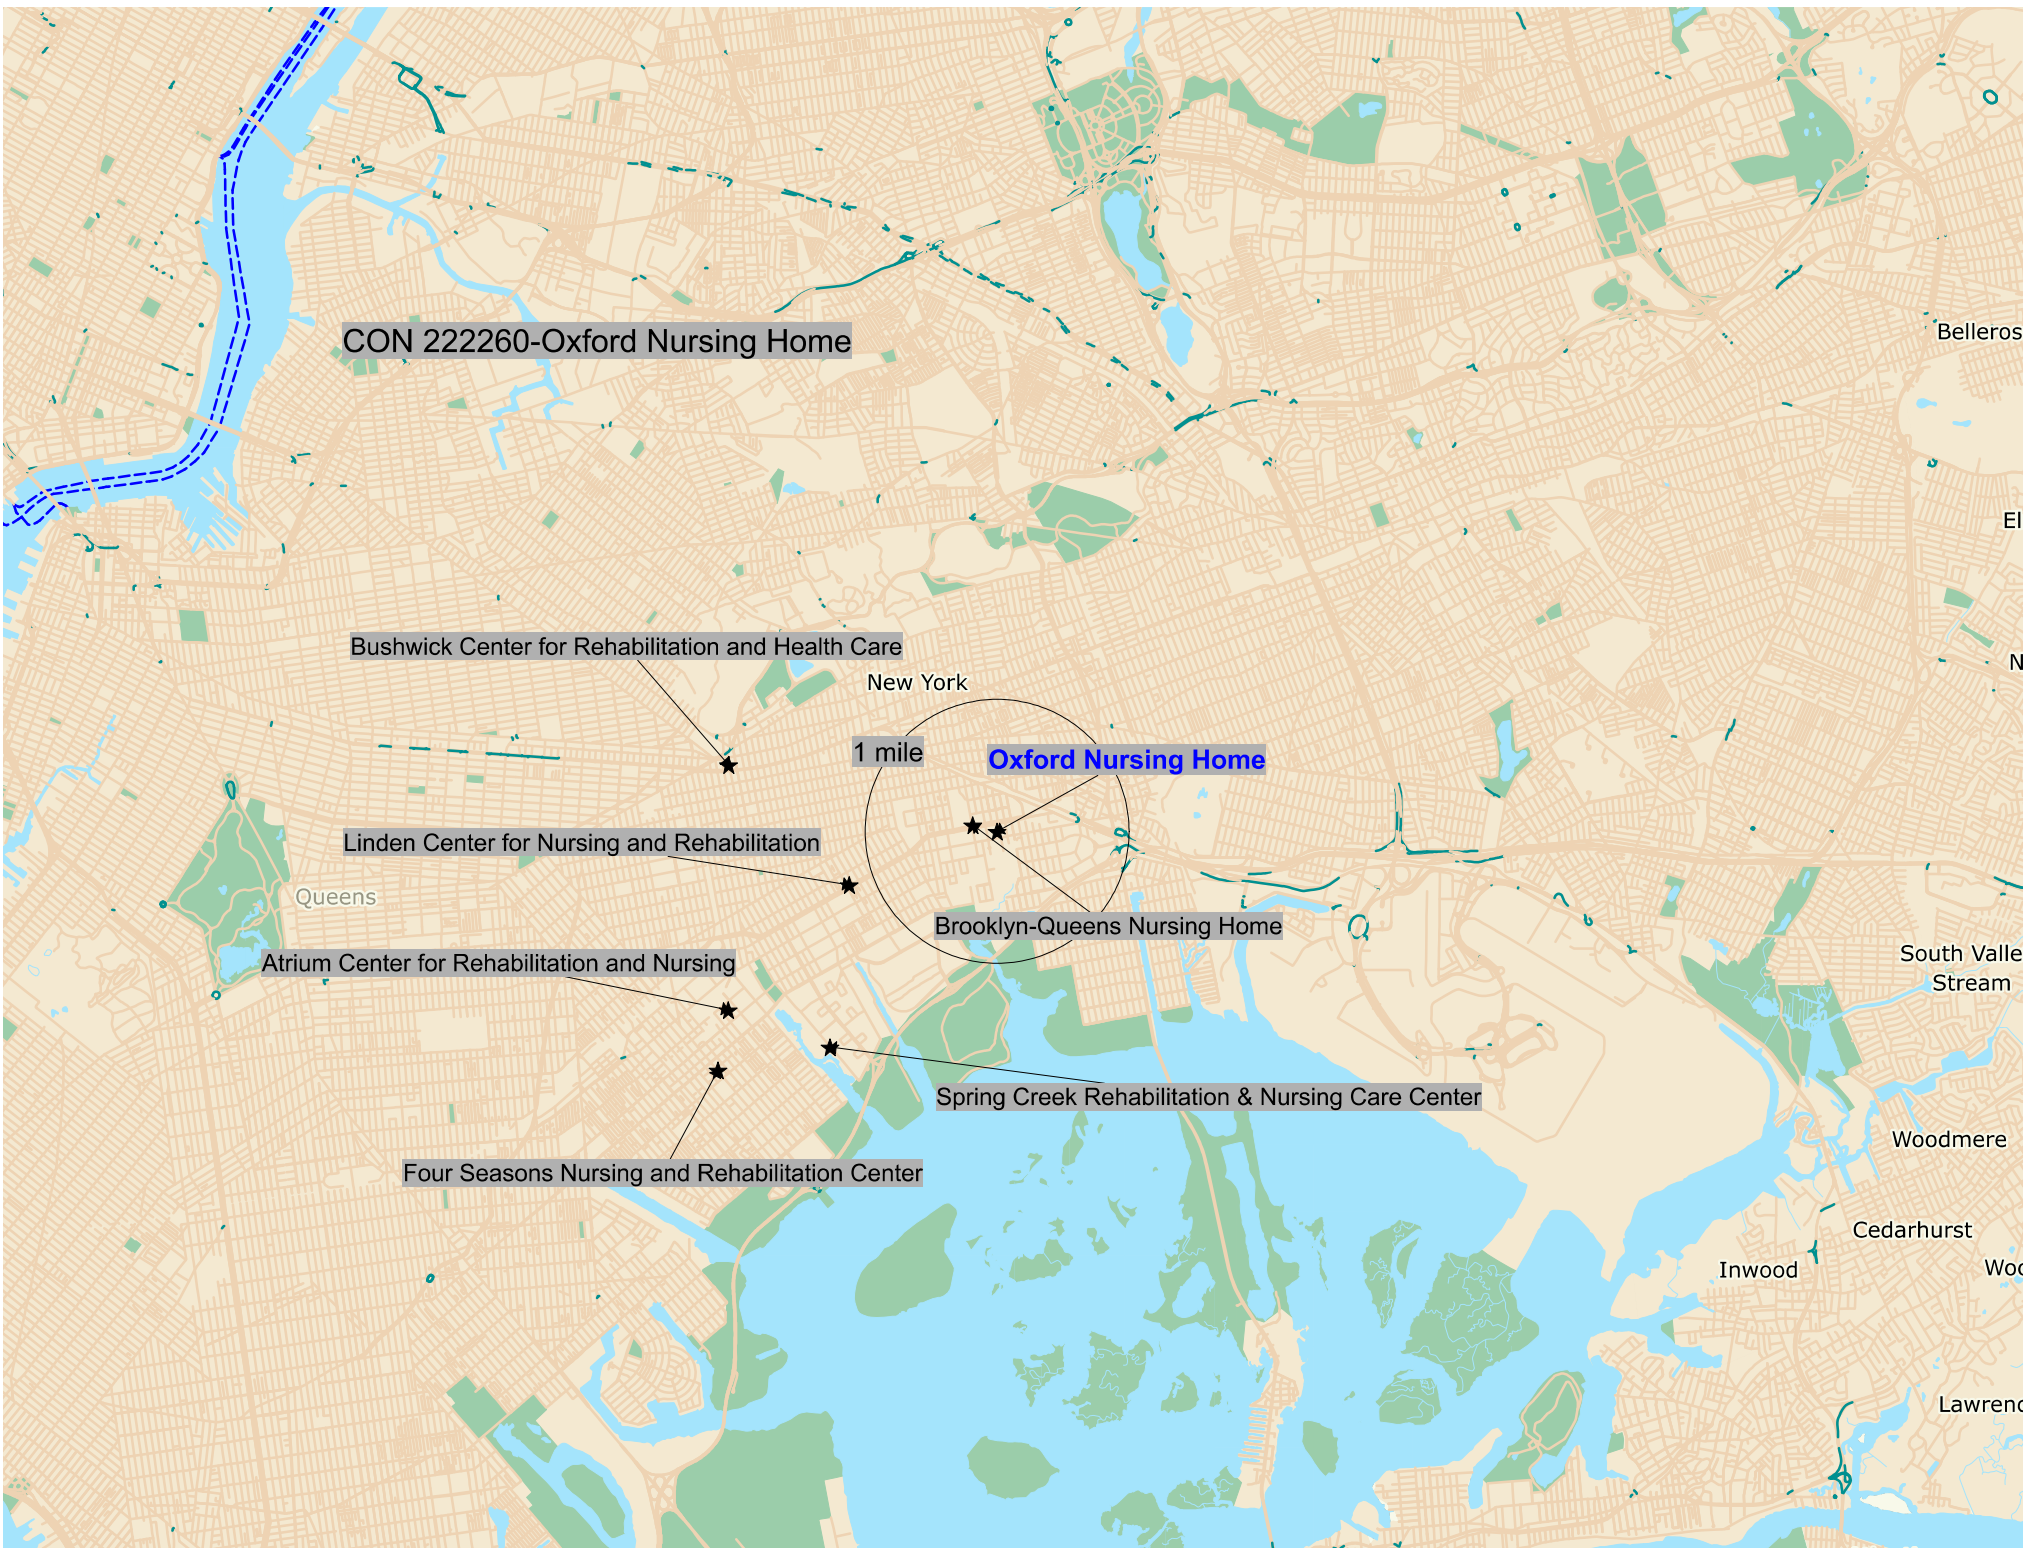 Belleros
CON 222260-Oxford Nursing Home
El
Bushwick Center for Rehabilitation and Health Care
N
New York
1 mile
Oxford Nursing Home
Linden Center for Nursing and Rehabilitation
Queens
Brooklyn-Queens Nursing Home
South Valle
Stream
Atrium Center for Rehabilitation and Nursing
Spring Creek Rehabilitation & Nursing Care Center
Woodmere
Four Seasons Nursing and Rehabilitation Center
Cedarhurst
Inwood
Woo
Lawrenc